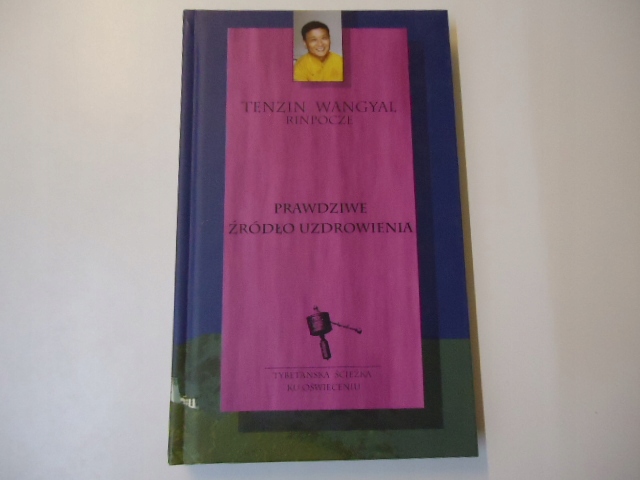 TENZIN WANGYAL
RINPOCZE
PRAWDZIWE
ŹRÓDŁO UZDROWIENIA
TYBETAŃSKA ŚCIEŻKA
KU OŚWIECENIU